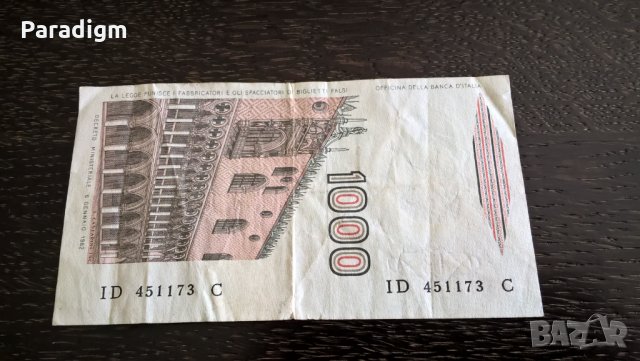 Paradigm
LA LEGGE PUNISCE I FABBRICATORI E GLI SPACCIATORI DI BIGLIETTI FALSI
OFFICINA DELLA BANCA D'ITALIA
DECRETO MINISTERIALE 6 GENNAIO 1982
1000
ID 451173 C
ID 451173 C
BAZAR